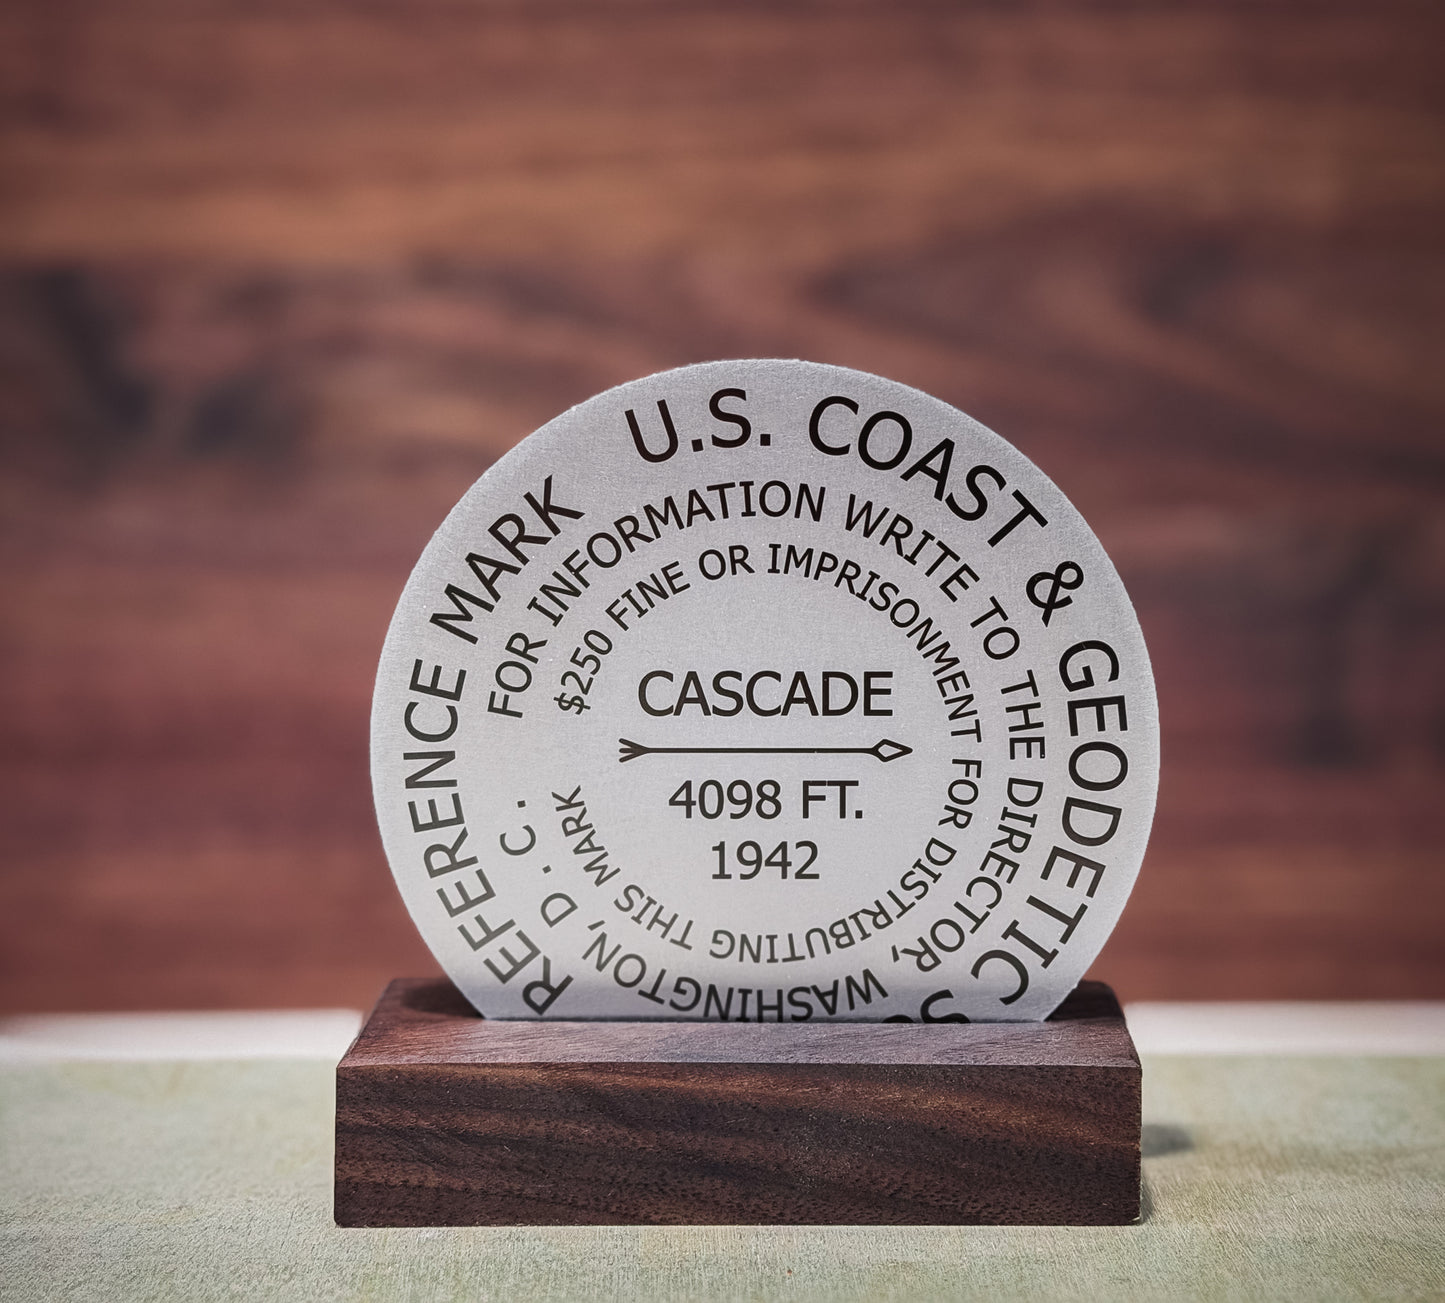 U.S. COAST & GEODETIC
REFERENCE MARK
FOR INFORMATION WRITE TO THE DIRECTOR, WASHINGTON, D.C.
$250 FINE OR IMPRISONMENT FOR DISTRIBUTING THIS MARK
CASCADE
4098 FT.
1942